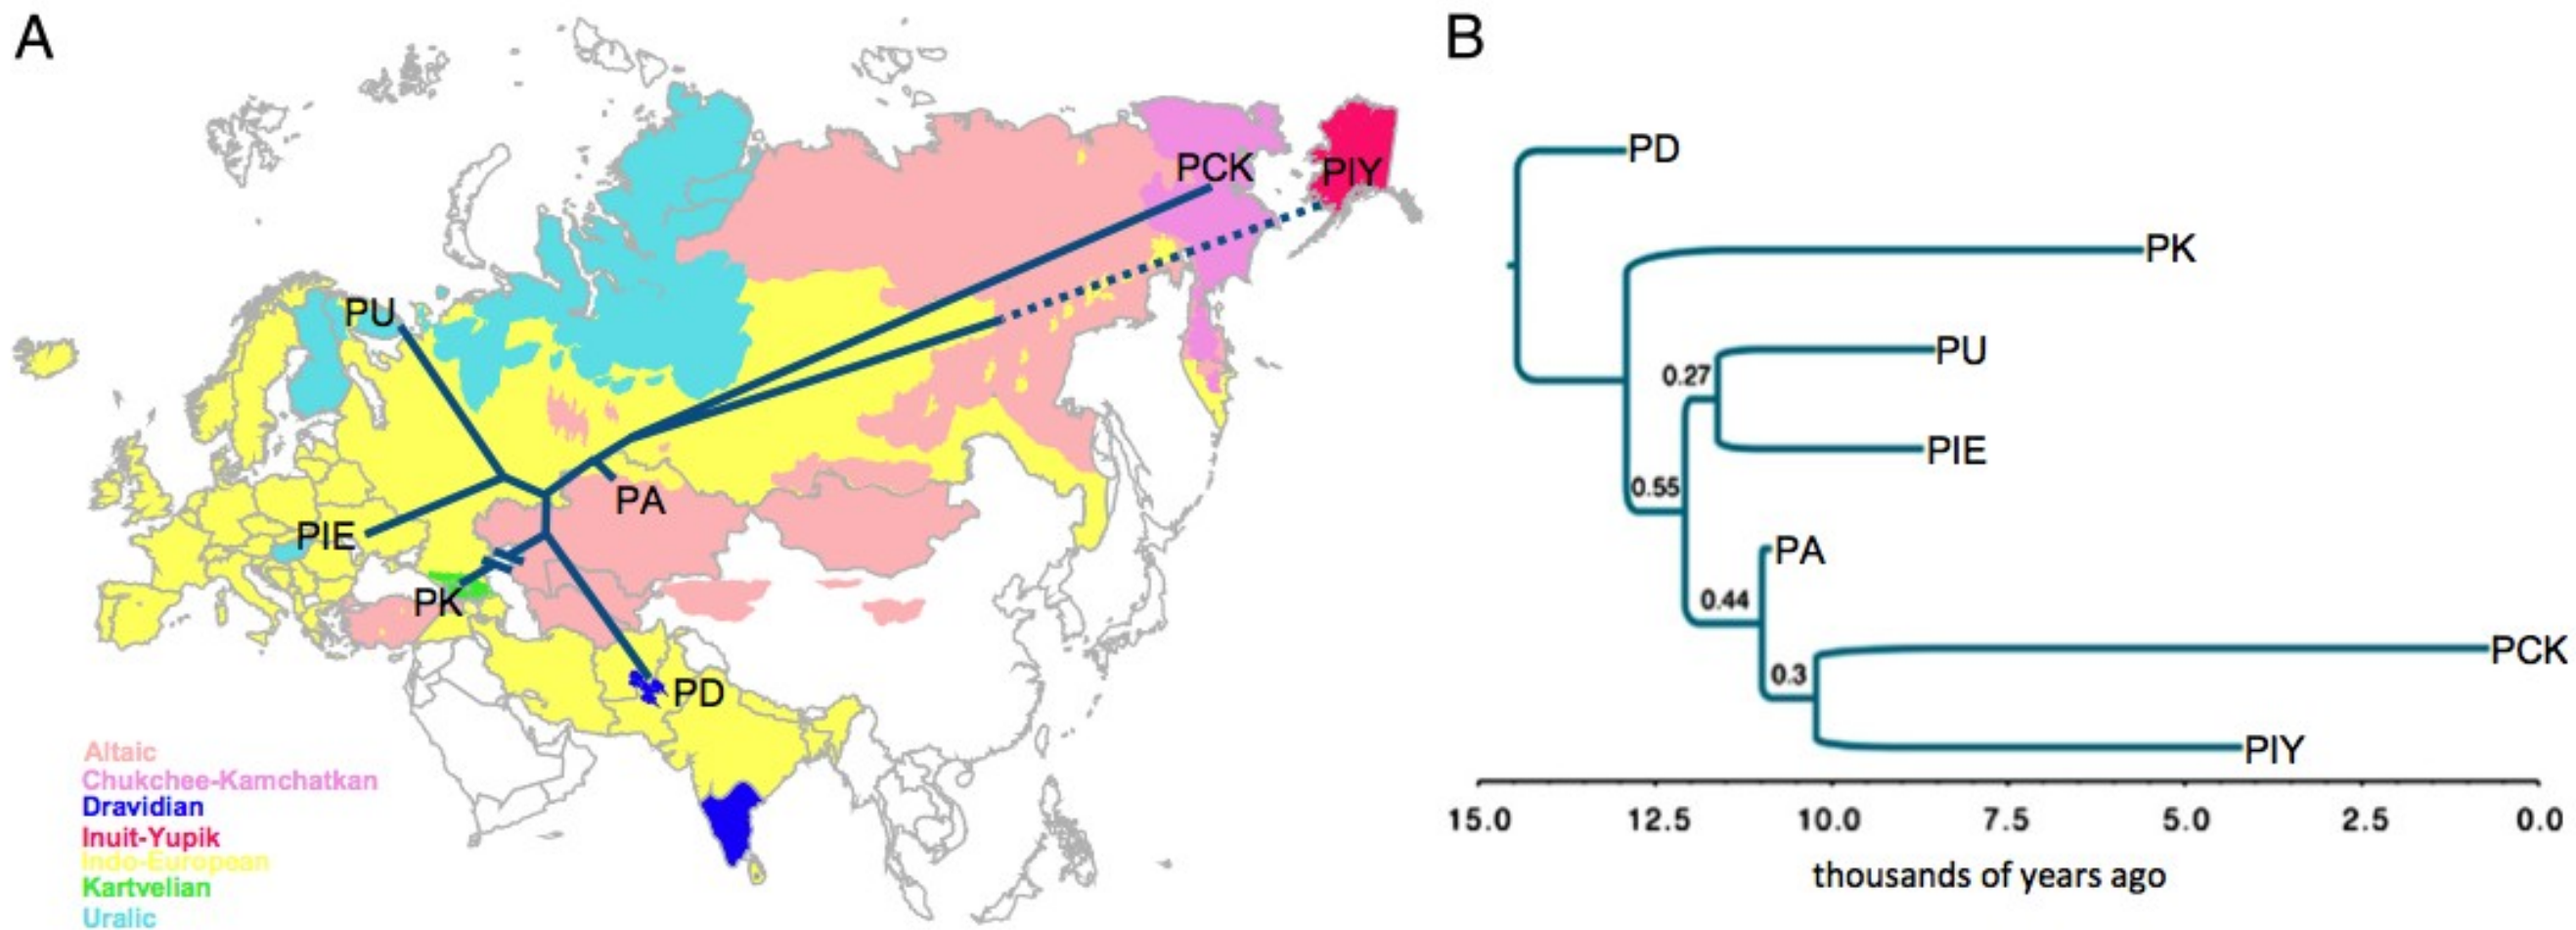 A
PCK
PIY
PU
PA
PIE
PK
PD
Altaic
Chukchee-Kamchatkan
Dravidian
Inuit-Yupik
Indo-European
Kartvelian
Uralic
B
PD
PK
PU
0.27
PIE
0.55
PA
0.44
PCK
0.3
PIY
15.0 12.5 10.0 7.5 5.0 2.5 0.0
thousands of years ago